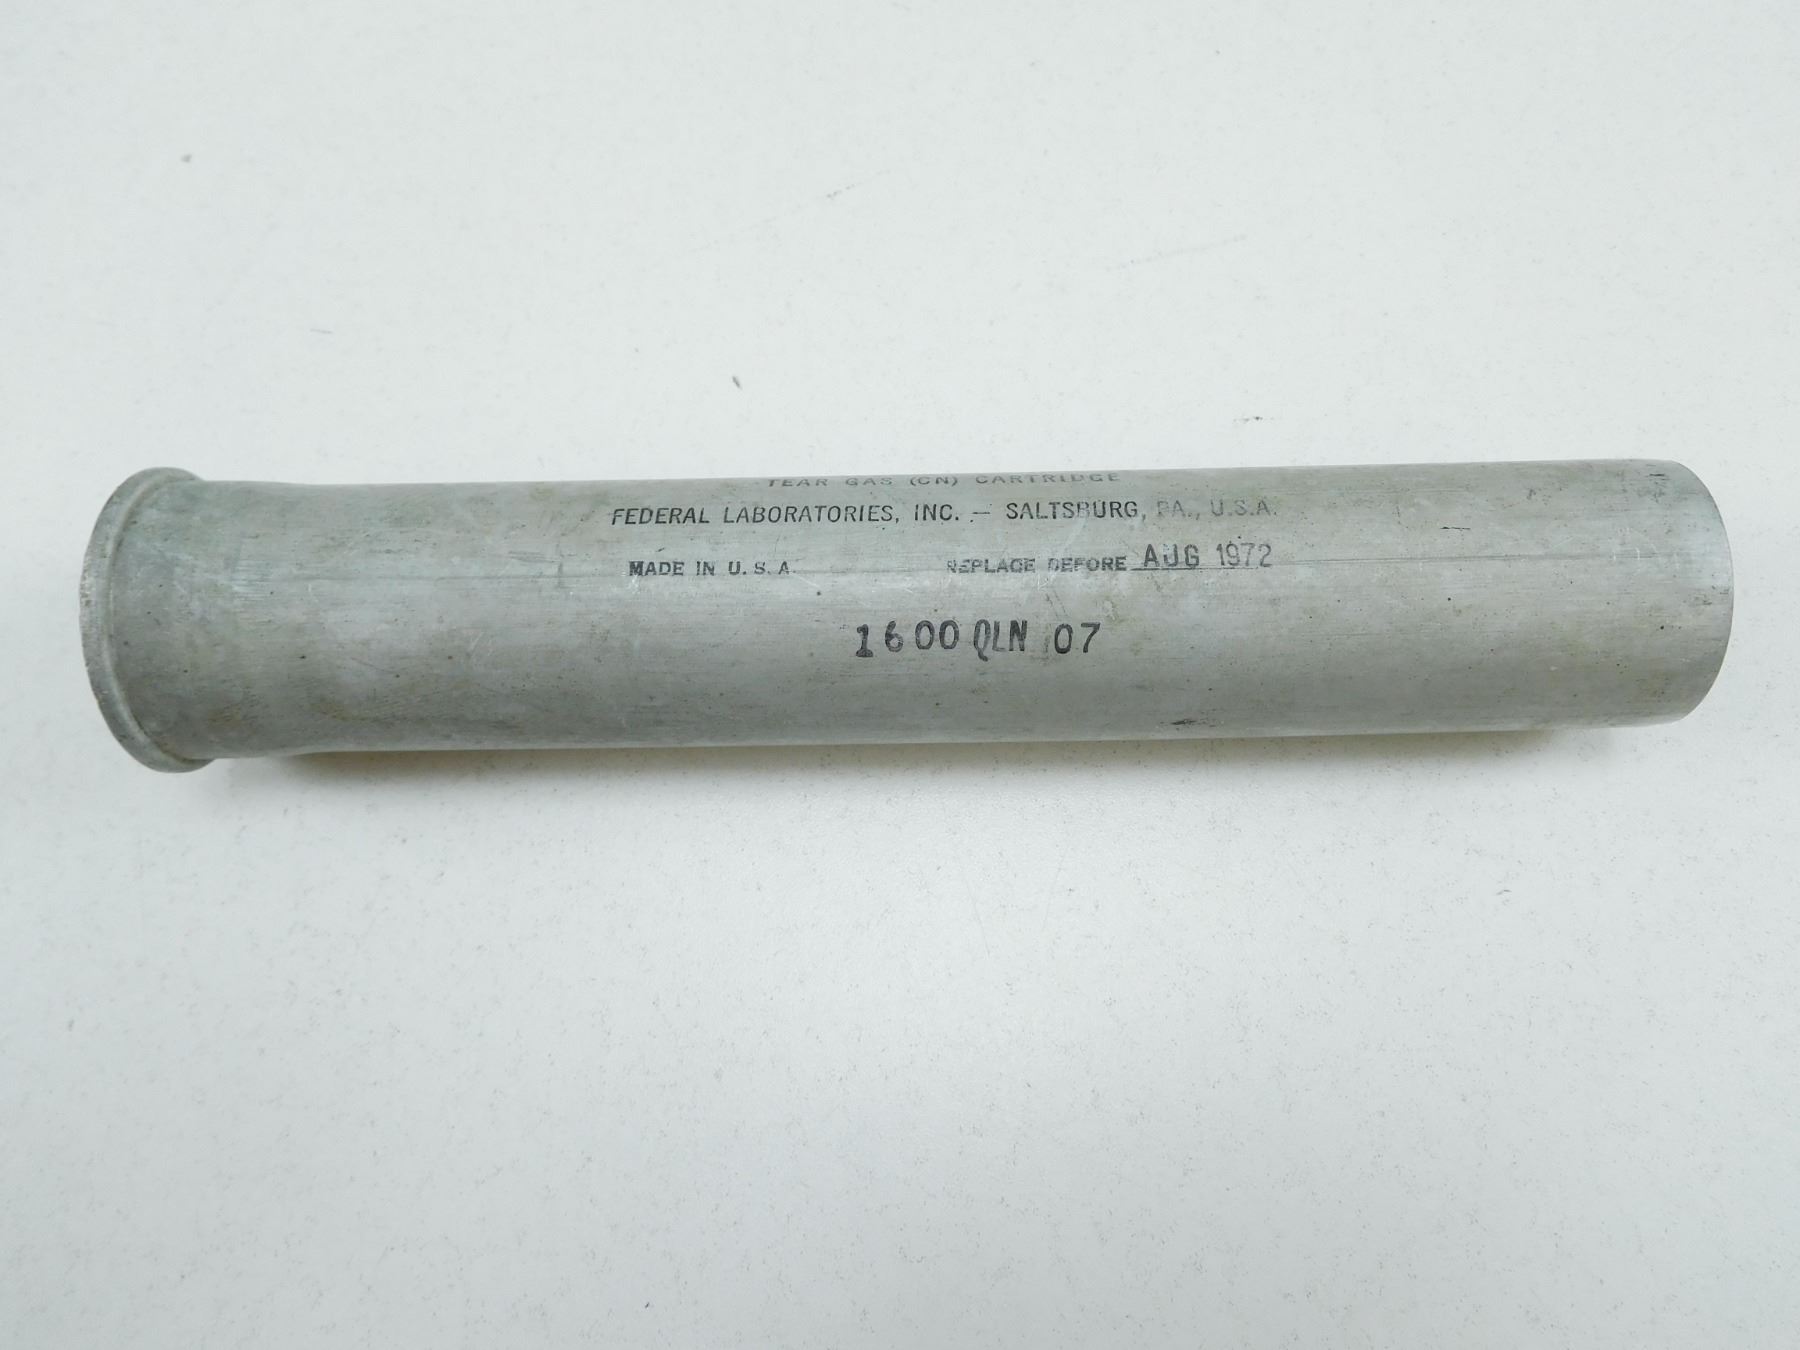 TEAR GAS (CN) CARTRIDGE
FEDERAL LABORATORIES, INC. — SALTSBURG, PA., U.S.A.
MADE IN U.S.A. REPLACE BEFORE AUG 1972
1600 QLN 07